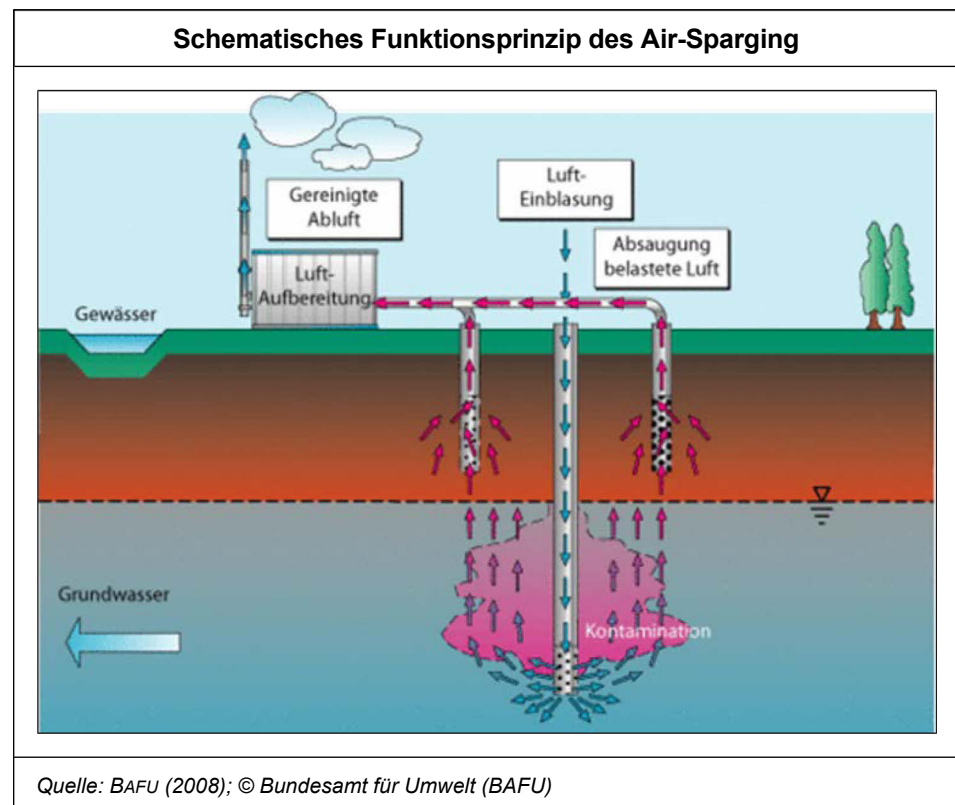 Schematisches Funktionsprinzip des Air-Sparging
Gereinigte
Abluft
Luft-
Einblasung
Absaugung
belastete Luft
Luft-
Aufbereitung
Gewässer
Grundwasser
Kontamination
Quelle: BAFU (2008); © Bundesamt für Umwelt (BAFU)